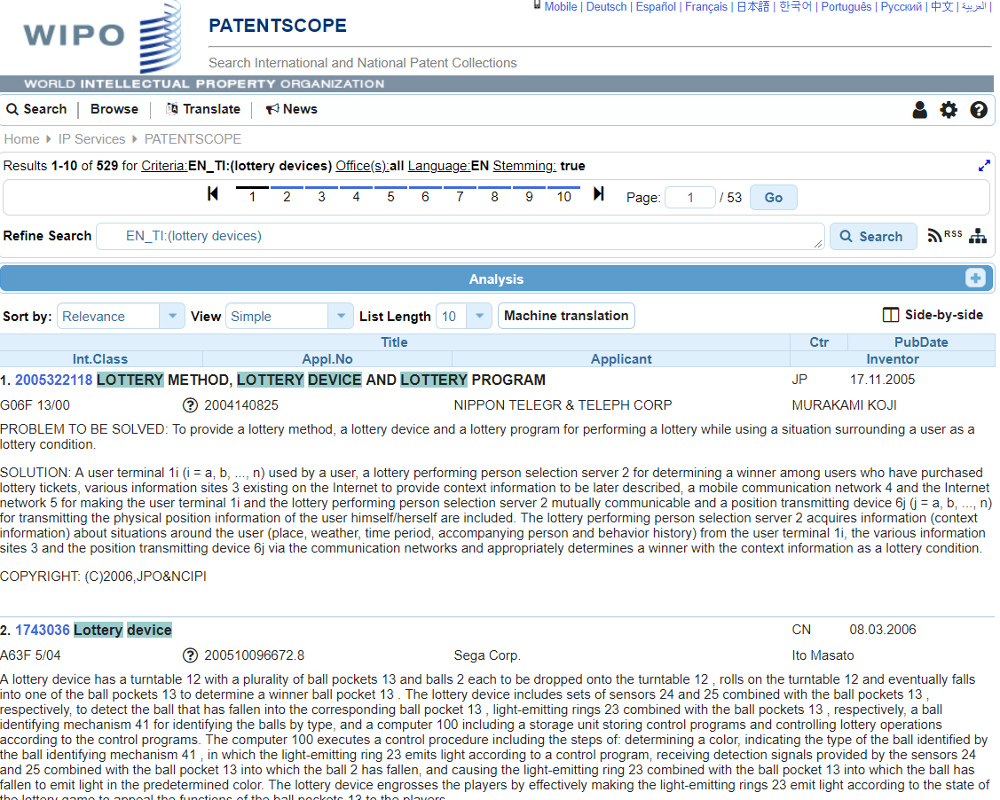 Mobile | Deutsch | Español | Français | 日本語 | 한국어 | Português | Русский | 中文 | العربية |
WIPO
PATENTSCOPE
Search International and National Patent Collections
WORLD INTELLECTUAL PROPERTY ORGANIZATION
Search | Browse | Translate | News
Home IP Services PATENTSCOPE
Results 1-10 of 529 for Criteria:EN_TI:(lottery devices) Office(s):all Language:EN Stemming: true
1 2 3 4 5 6 7 8 9 10 Page: 1 / 53 Go
Refine Search EN_TI:(lottery devices) Search RSS
Analysis
Sort by: Relevance View Simple List Length 10 Machine translation Side-by-side
Title Ctr PubDate
Int.Class Appl.No Applicant Inventor
1. 2005322118 LOTTERY METHOD, LOTTERY DEVICE AND LOTTERY PROGRAM JP 17.11.2005
G06F 13/00 ? 2004140825 NIPPON TELEGR & TELEPH CORP MURAKAMI KOJI
PROBLEM TO BE SOLVED: To provide a lottery method, a lottery device and a lottery program for performing a lottery while using a situation surrounding a user as a
lottery condition.
SOLUTION: A user terminal 1i (i = a, b, ..., n) used by a user, a lottery performing person selection server 2 for determining a winner among users who have purchased
lottery tickets, various information sites 3 existing on the Internet to provide context information to be later described, a mobile communication network 4 and the Internet
network 5 for making the user terminal 1i and the lottery performing person selection server 2 mutually communicable and a position transmitting device 6j (j = a, b, ..., n)
for transmitting the physical position information of the user himself/herself are included. The lottery performing person selection server 2 acquires information (context
information) about situations around the user (place, weather, time period, accompanying person and behavior history) from the user terminal 1i, the various information
sites 3 and the position transmitting device 6j via the communication networks and appropriately determines a winner with the context information as a lottery condition.
COPYRIGHT: (C)2006,JPO&NCIPI
2. 1743036 Lottery device CN 08.03.2006
A63F 5/04 ? 200510096672.8 Sega Corp. Ito Masato
A lottery device has a turntable 12 with a plurality of ball pockets 13 and balls 2 each to be dropped onto the turntable 12 , rolls on the turntable 12 and eventually falls
into one of the ball pockets 13 to determine a winner ball pocket 13 . The lottery device includes sets of sensors 24 and 25 combined with the ball pockets 13 ,
respectively, to detect the ball that has fallen into the corresponding ball pocket 13 , light-emitting rings 23 combined with the ball pockets 13 , respectively, a ball
identifying mechanism 41 for identifying the balls by type, and a computer 100 including a storage unit storing control programs and controlling lottery operations
according to the control programs. The computer 100 executes a control procedure including the steps of: determining a color, indicating the type of the ball identified by
the ball identifying mechanism 41 , in which the light-emitting ring 23 emits light according to a control program, receiving detection signals provided by the sensors 24
and 25 combined with the ball pocket 13 into which the ball 2 has fallen, and causing the light-emitting ring 23 combined with the ball pocket 13 into which the ball has
fallen to emit light in the predetermined color. The lottery device engrosses the players by effectively making the light-emitting rings 23 emit light according to the state of
the lottery game to appeal the functions of the ball pockets 13 to the players.